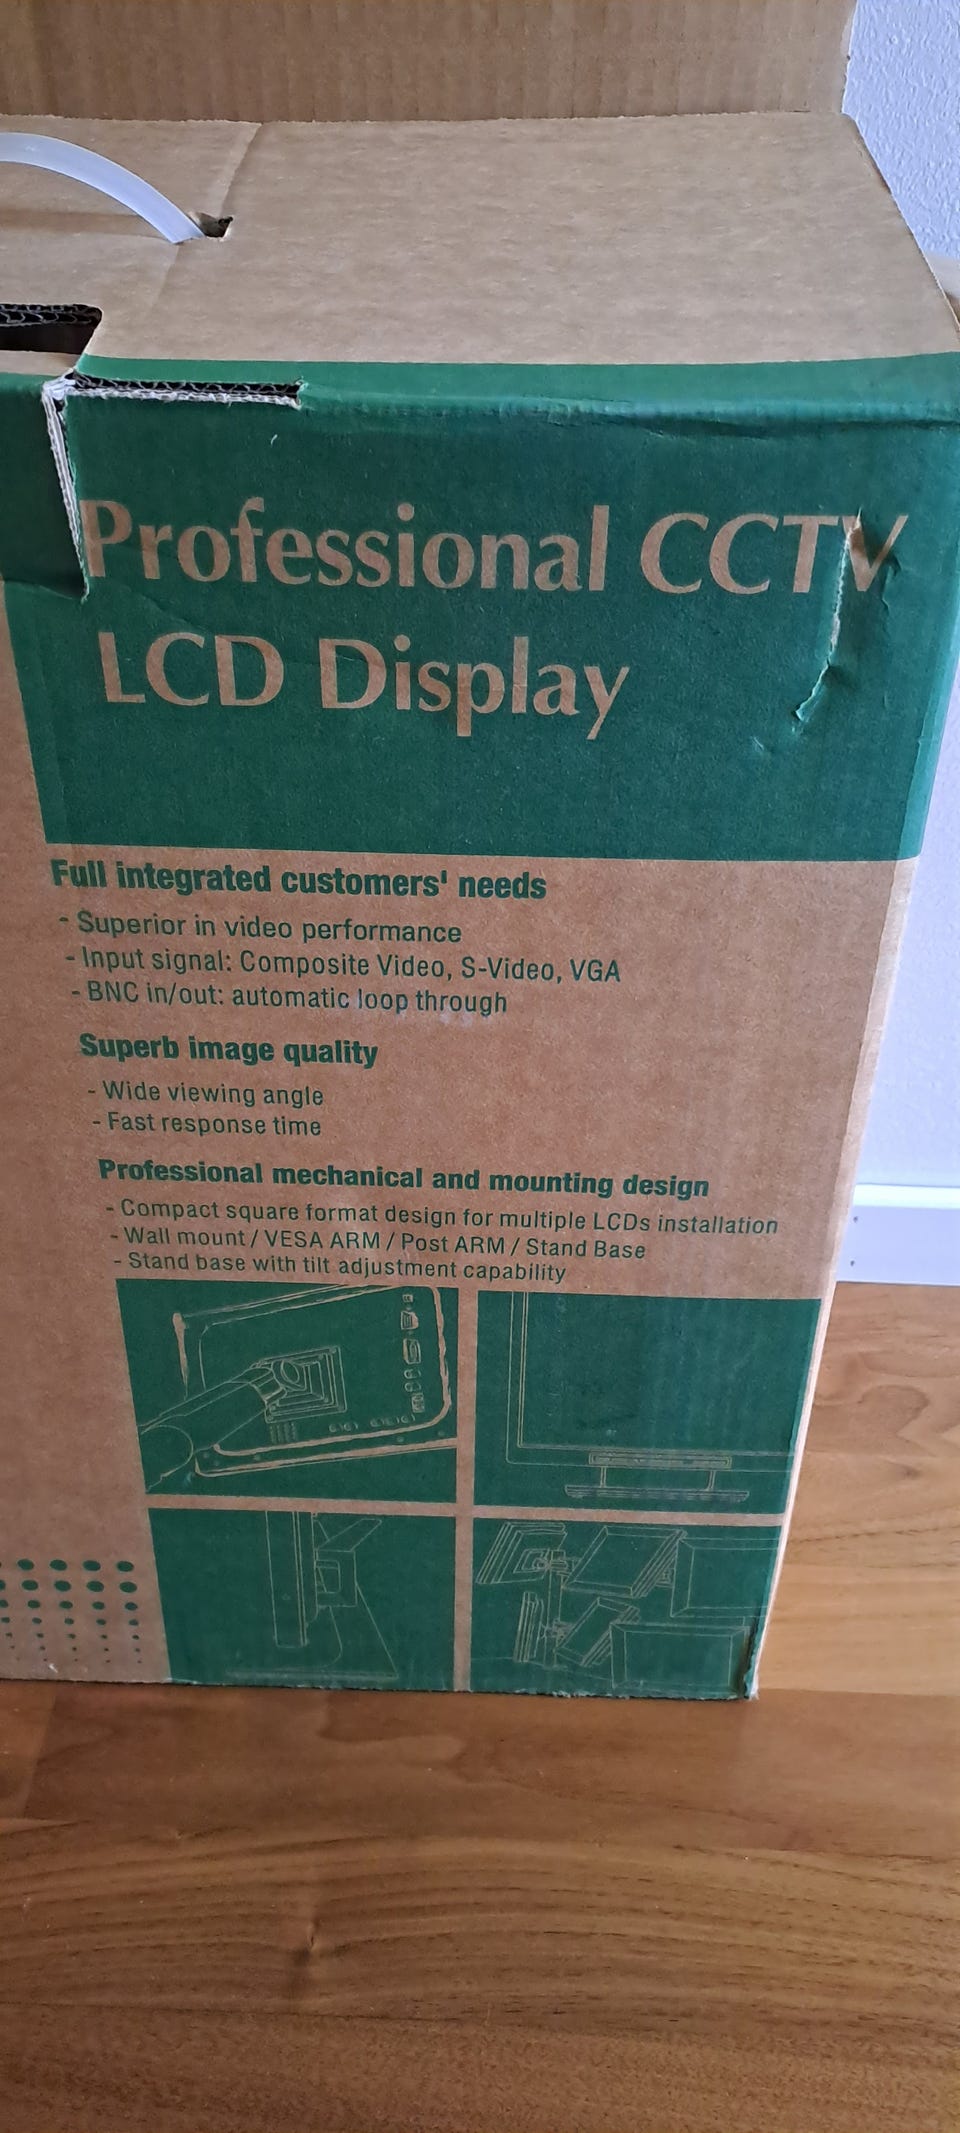 Professional CCTV
LCD Display
Full integrated customers' needs
- Superior in video performance
- Input signal: Composite Video, S-Video, VGA
- BNC in/out: automatic loop through
Superb image quality
- Wide viewing angle
- Fast response time
Professional mechanical and mounting design
- Compact square format design for multiple LCDs installation
- Wall mount / VESA ARM / Post ARM / Stand Base
- Stand base with tilt adjustment capability